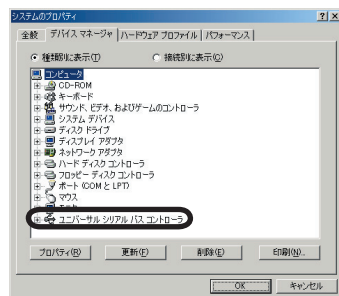 システムのプロパティ
全般 デバイス マネージャ ハードウェア プロファイル パフォーマンス
種類別に表示(T) 接続別に表示(C)
コンピュータ
CD-ROM
キーボード
サウンド、ビデオ、およびゲームのコントローラ
システム デバイス
ディスク ドライブ
ディスプレイ アダプタ
ネットワーク アダプタ
ハード ディスク コントローラ
フロッピー ディスク コントローラ
ポート (COM と LPT)
マウス
ユニバーサル シリアル バス コントローラ
プロパティ(R) 更新(F) 削除(E) 印刷(N)...
OK キャンセル